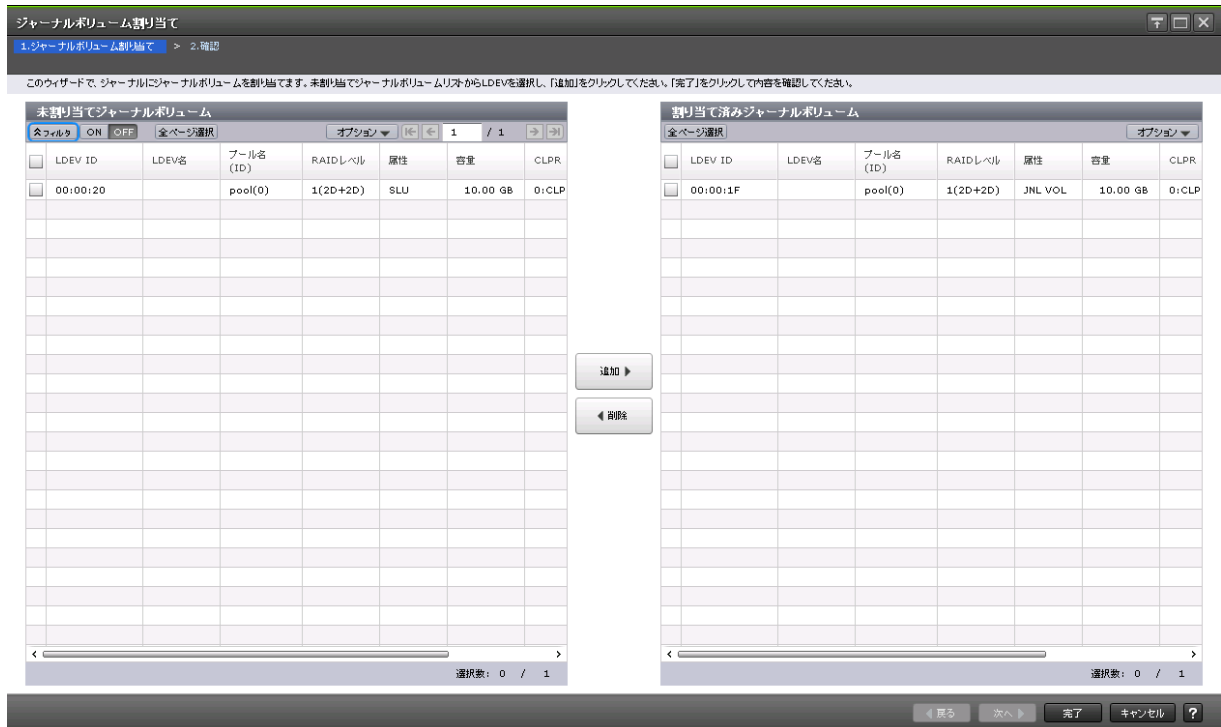 ジャーナルボリューム割り当て
1.ジャーナルボリューム割り当て > 2.確認
このウィザードで、ジャーナルにジャーナルボリュームを割り当てます。未割り当てジャーナルボリュームリストからLDEVを選択し、「追加」をクリックしてください。「完了」をクリックして内容を確認してください。
未割り当てジャーナルボリューム
フィルタ ON OFF 全ページ選択 オプション 1 / 1
LDEV ID LDEV名 プール名 (ID) RAIDレベル 属性 容量 CLPR
00:00:20 pool(0) 1(2D+2D) SLU 10.00 GB 0:CLP
選択数: 0 / 1
追加
削除
割り当て済みジャーナルボリューム
全ページ選択 オプション
LDEV ID LDEV名 プール名 (ID) RAIDレベル 属性 容量 CLPR
00:00:1F pool(0) 1(2D+2D) JNL VOL 10.00 GB 0:CLP
選択数: 0 / 1
戻る 次へ 完了 キャンセル ?